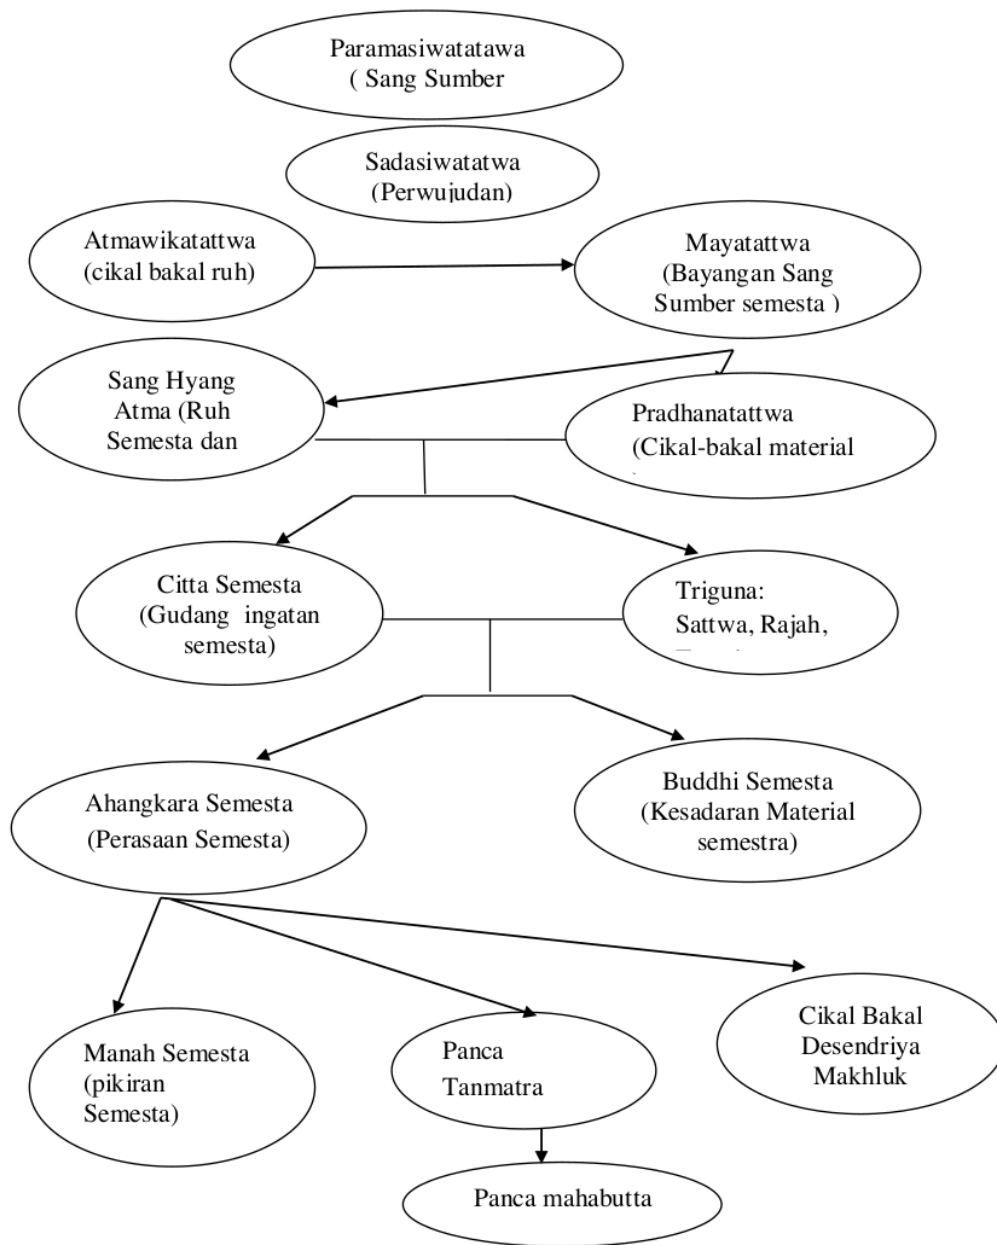 Paramasiwatatawa
( Sang Sumber
Sadasiwatatwa
(Perwujudan)
Atmawikatattwa
(cikal bakal ruh)
Mayatattwa
(Bayangan Sang
Sumber semesta )
Sang Hyang
Atma (Ruh
Semesta dan
Pradhanatattwa
(Cikal-bakal material
Citta Semesta
(Gudang ingatan
semesta)
Triguna:
Sattwa, Rajah,
Ahangkara Semesta
(Perasaan Semesta)
Buddhi Semesta
(Kesadaran Material
semestra)
Manah Semesta
(pikiran
Semesta)
Panca
Tanmatra
Cikal Bakal
Desendriya
Makhluk
Panca mahabutta